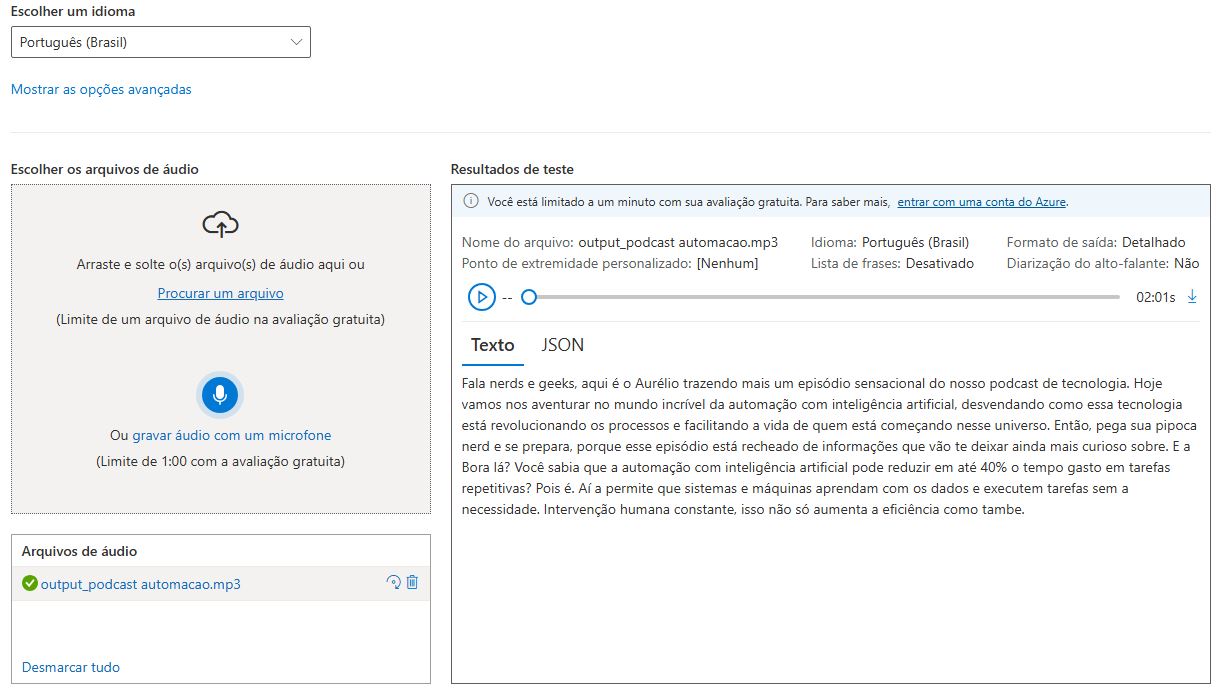 Escolher um idioma
Português (Brasil)
Mostrar as opções avançadas
Escolher os arquivos de áudio
Arraste e solte o(s) arquivo(s) de áudio aqui ou
Procurar um arquivo
(Limite de um arquivo de áudio na avaliação gratuita)
Ou gravar áudio com um microfone
(Limite de 1:00 com a avaliação gratuita)
Arquivos de áudio
output_podcast automacao.mp3
Desmarcar tudo
Resultados de teste
Você está limitado a um minuto com sua avaliação gratuita. Para saber mais, entrar com uma conta do Azure.
Nome do arquivo: output_podcast automacao.mp3 Idioma: Português (Brasil) Formato de saída: Detalhado
Ponto de extremidade personalizado: [Nenhum] Lista de frases: Desativado Diarização do alto-falante: Não
-- 02:01s
Texto JSON
Fala nerds e geeks, aqui é o Aurélio trazendo mais um episódio sensacional do nosso podcast de tecnologia. Hoje
vamos nos aventurar no mundo incrível da automação com inteligência artificial, desvendando como essa tecnologia
está revolucionando os processos e facilitando a vida de quem está começando nesse universo. Então, pega sua pipoca
nerd e se prepara, porque esse episódio está recheado de informações que vão te deixar ainda mais curioso sobre. E a
Bora lá? Você sabia que a automação com inteligência artificial pode reduzir em até 40% o tempo gasto em tarefas
repetitivas? Pois é. Aí a permite que sistemas e máquinas aprendam com os dados e executem tarefas sem a
necessidade. Intervenção humana constante, isso não só aumenta a eficiência como tambe.